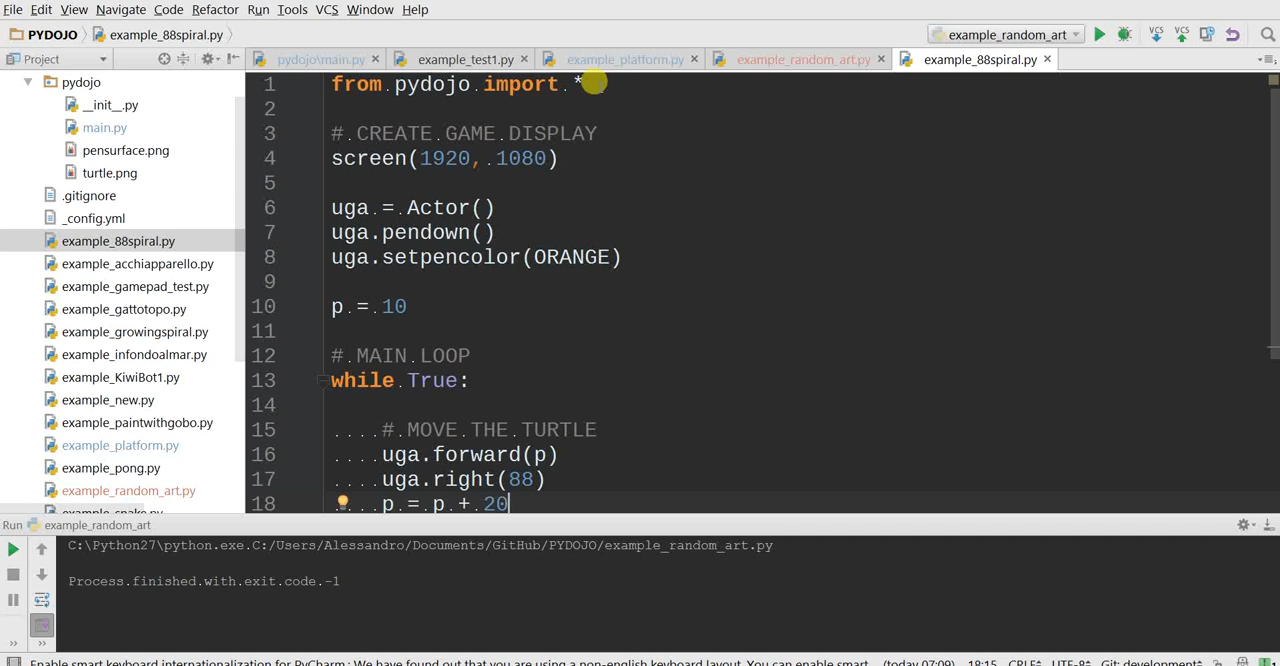 File Edit View Navigate Code Refactor Run Tools VCS Window Help
PYDOJO example_88spiral.py example_random_art VCS VCS
Project pydojo\main.py example_test1.py example_platform.py example_random_art.py example_88spiral.py
pydojo
__init__.py
main.py
pensurface.png
turtle.png
.gitignore
_config.yml
example_88spiral.py
example_acchiapparello.py
example_gamepad_test.py
example_gattotopo.py
example_growingspiral.py
example_infondoalmar.py
example_KiwiBot1.py
example_new.py
example_paintwithgobo.py
example_platform.py
example_pong.py
example_random_art.py
example_snake.py
1 from.pydojo.import.*
2
3 #.CREATE.GAME.DISPLAY
4 screen(1920,.1080)
5
6 uga.=.Actor()
7 uga.pendown()
8 uga.setpencolor(ORANGE)
9
10 p.=.10
11
12 #.MAIN.LOOP
13 while.True:
14
15 ....#.MOVE.THE.TURTLE
16 ....uga.forward(p)
17 ....uga.right(88)
18 ....p.=.p.+.20
Run example_random_art
C:\Python27\python.exe.C:/Users/Alessandro/Documents/GitHub/PYDOJO/example_random_art.py
Process.finished.with.exit.code.-1
Enable smart keyboard internationalization for PyCharm.: We have found out that you are using a non-english keyboard layout. You can enable smart... (today 07:09) 18:15 CRLF UTF-8 Git: development